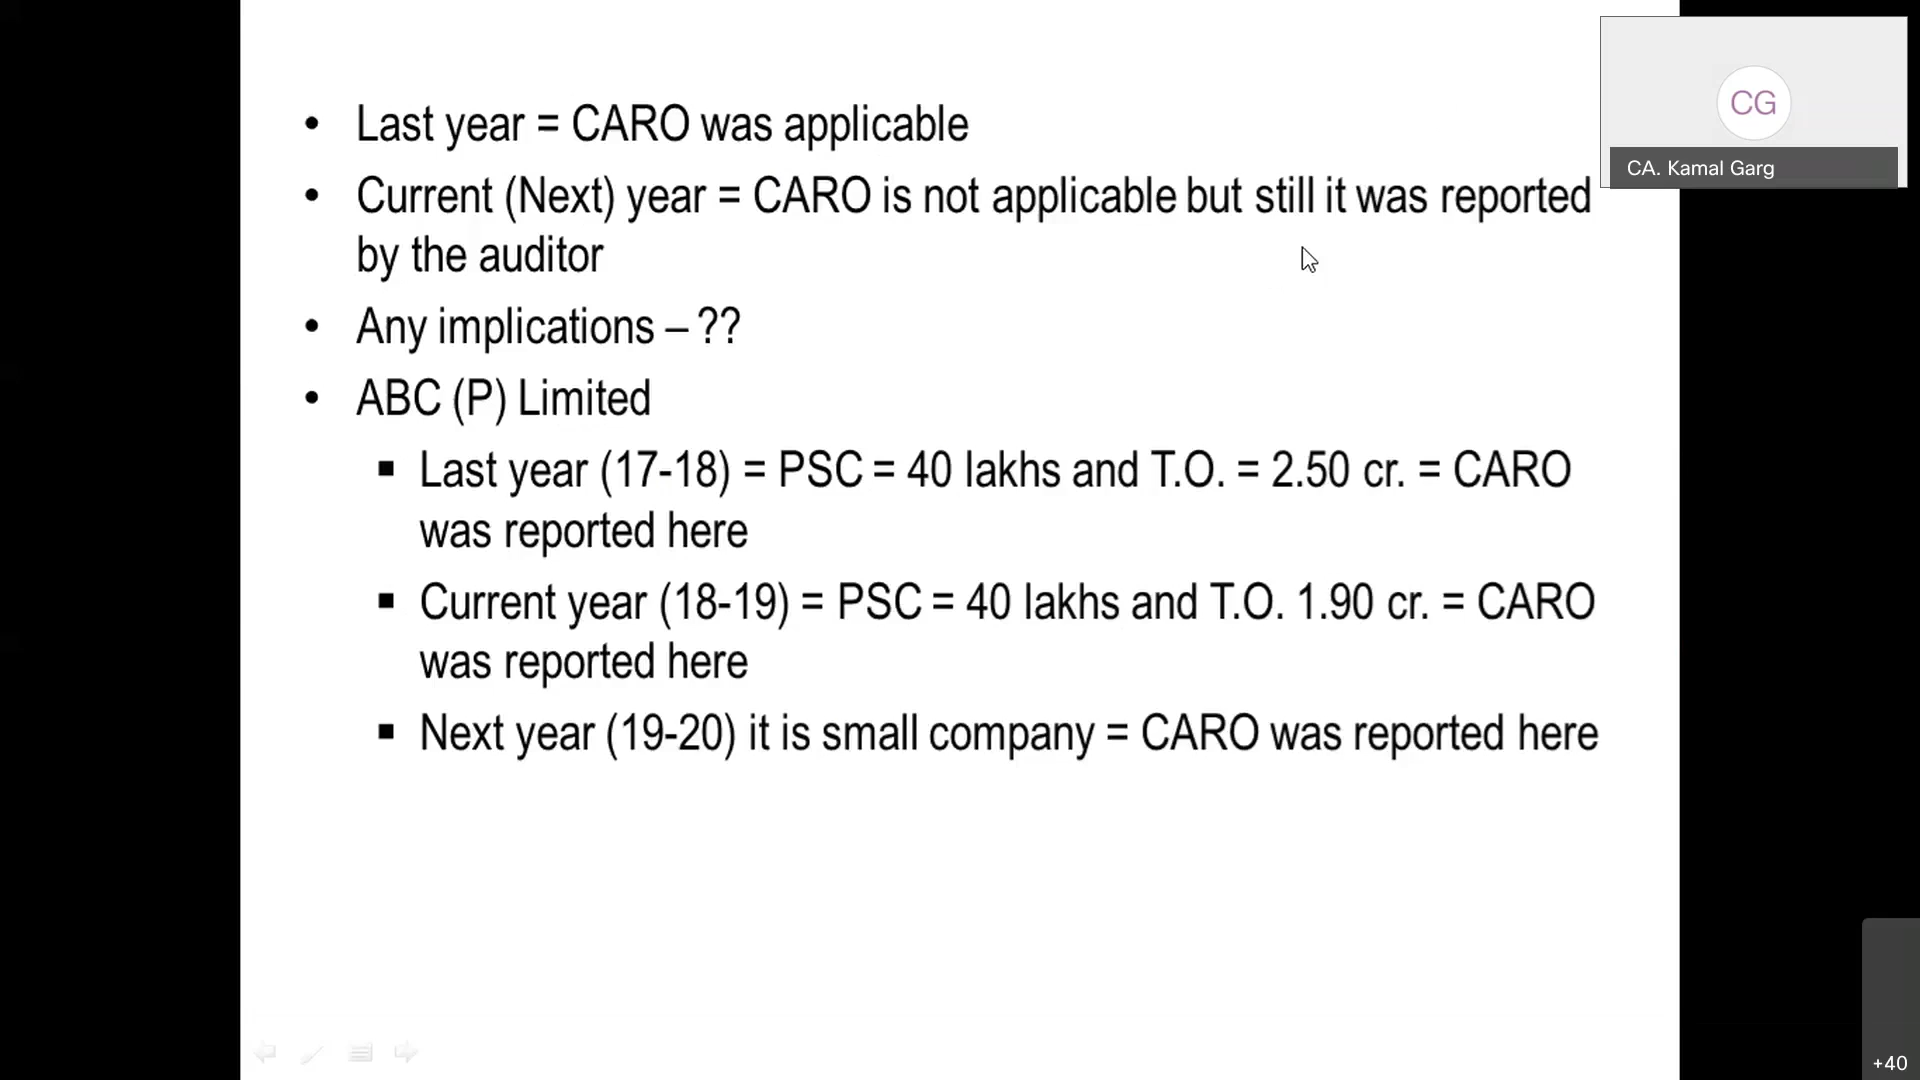 • Last year = CARO was applicable
• Current (Next) year = CARO is not applicable but still it was reported
by the auditor
• Any implications – ??
• ABC (P) Limited
▪ Last year (17-18) = PSC = 40 lakhs and T.O. = 2.50 cr. = CARO
was reported here
▪ Current year (18-19) = PSC = 40 lakhs and T.O. 1.90 cr. = CARO
was reported here
▪ Next year (19-20) it is small company = CARO was reported here
CG
CA. Kamal Garg
+40